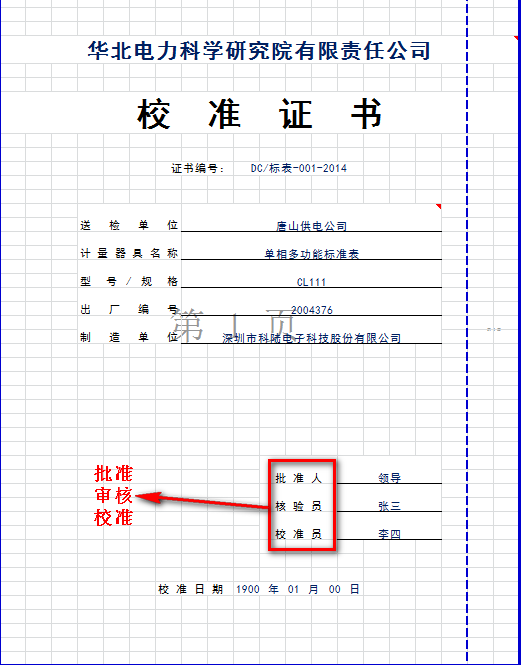 华北电力科学研究院有限责任公司
校 准 证 书
证书编号： DC/标表-001-2014
送检单位 唐山供电公司
计量器具名称 单相多功能标准表
型号/规格 CL111
出厂编号 2004376
第 1 页
制造单位 深圳市科陆电子科技股份有限公司
批准
审核
校准
批准人 领导
核验员 张三
校准员 李四
校准日期 1900 年 01 月 00 日